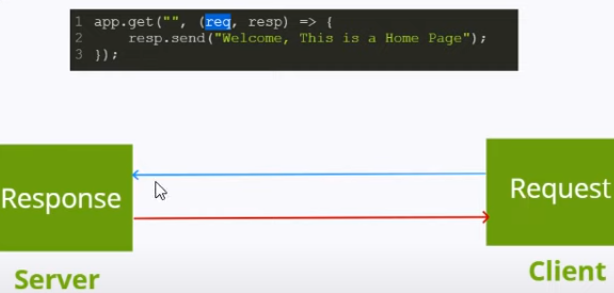 1 app.get("", (req, resp) => {
2 resp.send("Welcome, This is a Home Page");
3 });
Response
Request
Server
Client